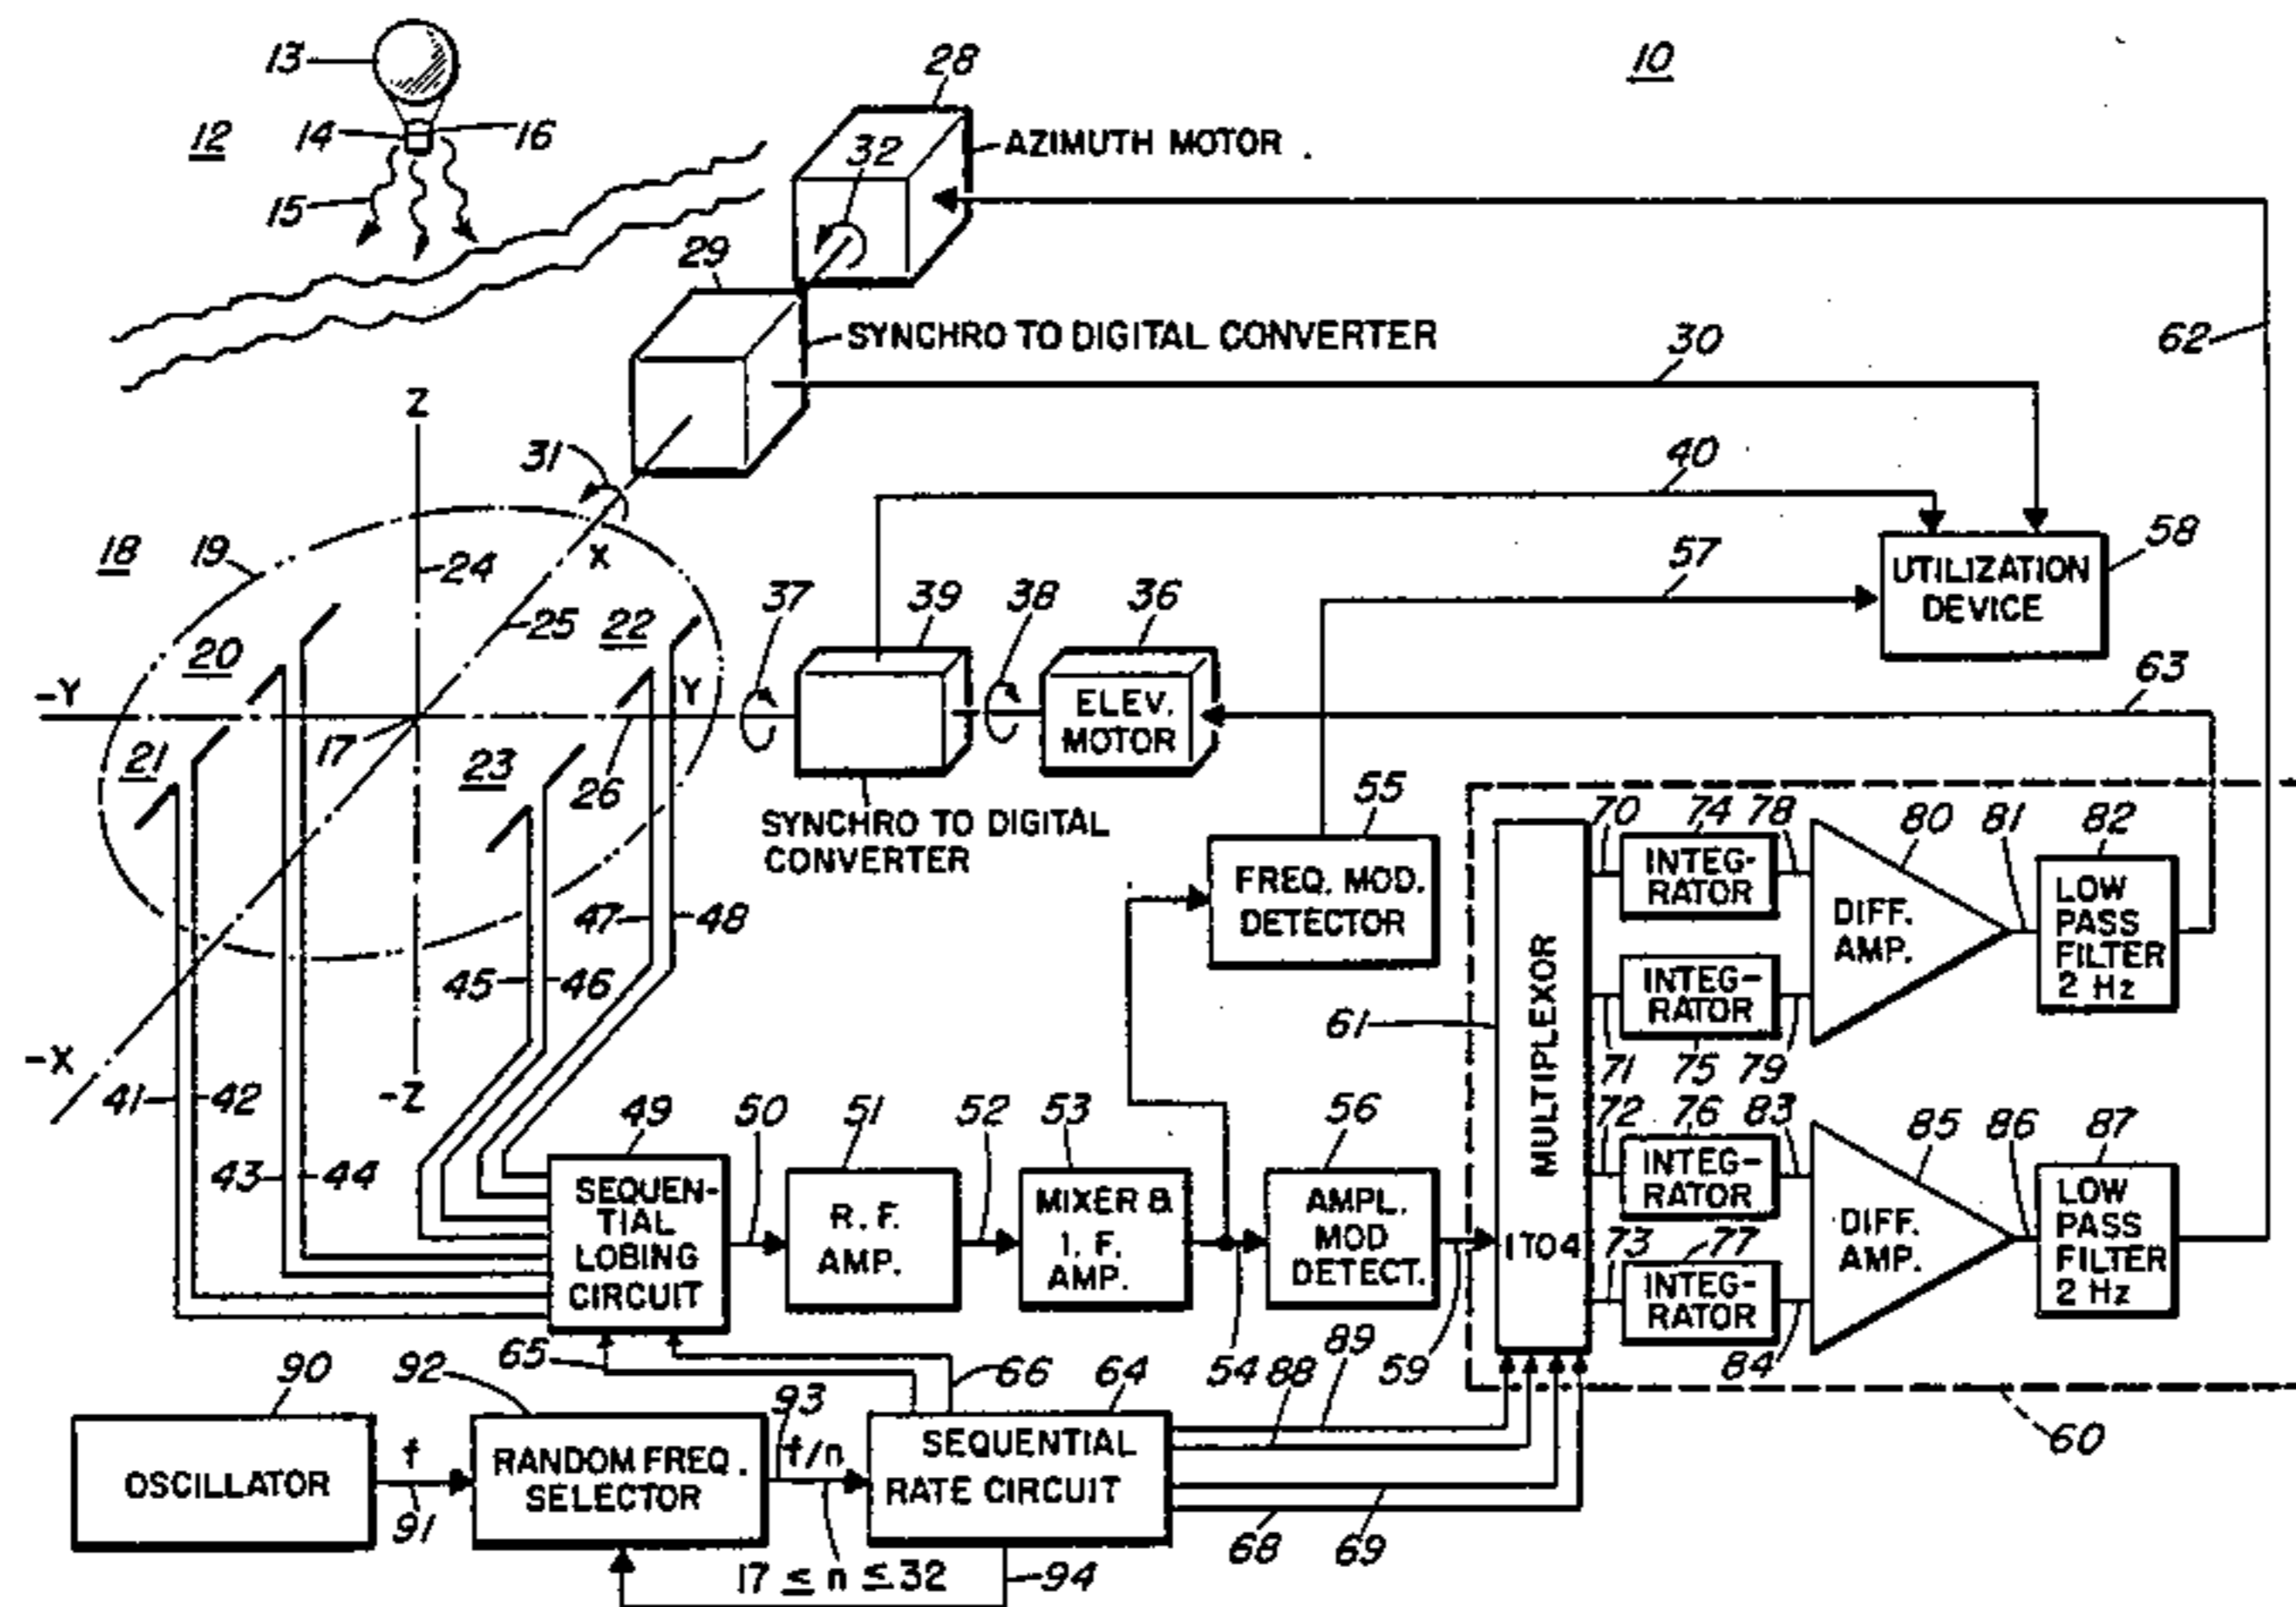 10
13
12
14
16
15
28
32
AZIMUTH MOTOR
29
SYNCHRO TO DIGITAL CONVERTER
30
62
Z
31
40
18
19
24
X
57
58
UTILIZATION
DEVICE
25
20
22
37
39
38
36
63
-Y
Y
ELEV.
MOTOR
21
17
23
26
SYNCHRO TO DIGITAL
CONVERTER
55
FREQ. MOD.
DETECTOR
70
74
78
80
81
82
INTEG-
RATOR
DIFF.
AMP.
LOW
PASS
FILTER
2 Hz
47
48
45
46
INTEG-
RATOR
61
MULTIPLEXOR
1 TO 4
71
75
79
-X
-Z
41
42
43
44
49
50
51
52
53
56
72
76
83
85
86
87
SEQUEN-
TIAL
LOBING
CIRCUIT
R. F.
AMP.
MIXER &
I. F.
AMP.
AMPL.
MOD
DETECT.
INTEG-
RATOR
DIFF.
AMP.
LOW
PASS
FILTER
2 Hz
73
77
INTEG-
RATOR
84
65
66
64
54
88
89
59
60
90
92
93
OSCILLATOR
f
91
RANDOM FREQ.
SELECTOR
f/n
SEQUENTIAL
RATE CIRCUIT
68
69
17 ≤ n ≤ 32
94